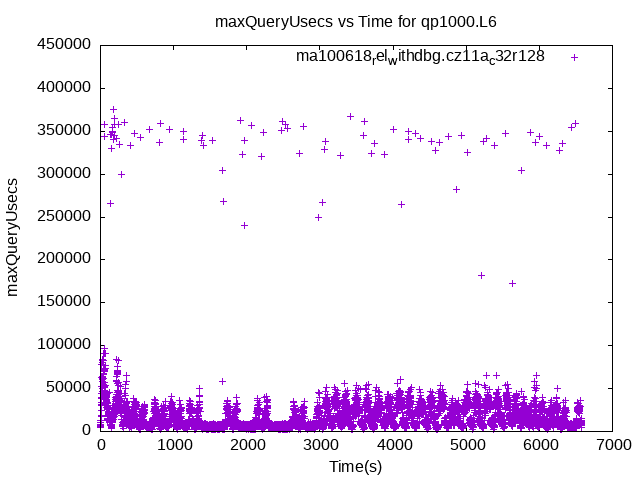 maxQueryUsecs vs Time for qp1000.L6
ma100618relwithdbg.cz11ac32r128
450000
400000
350000
300000
250000
200000
150000
100000
50000
0
maxQueryUsecs
0 1000 2000 3000 4000 5000 6000 7000
Time(s)